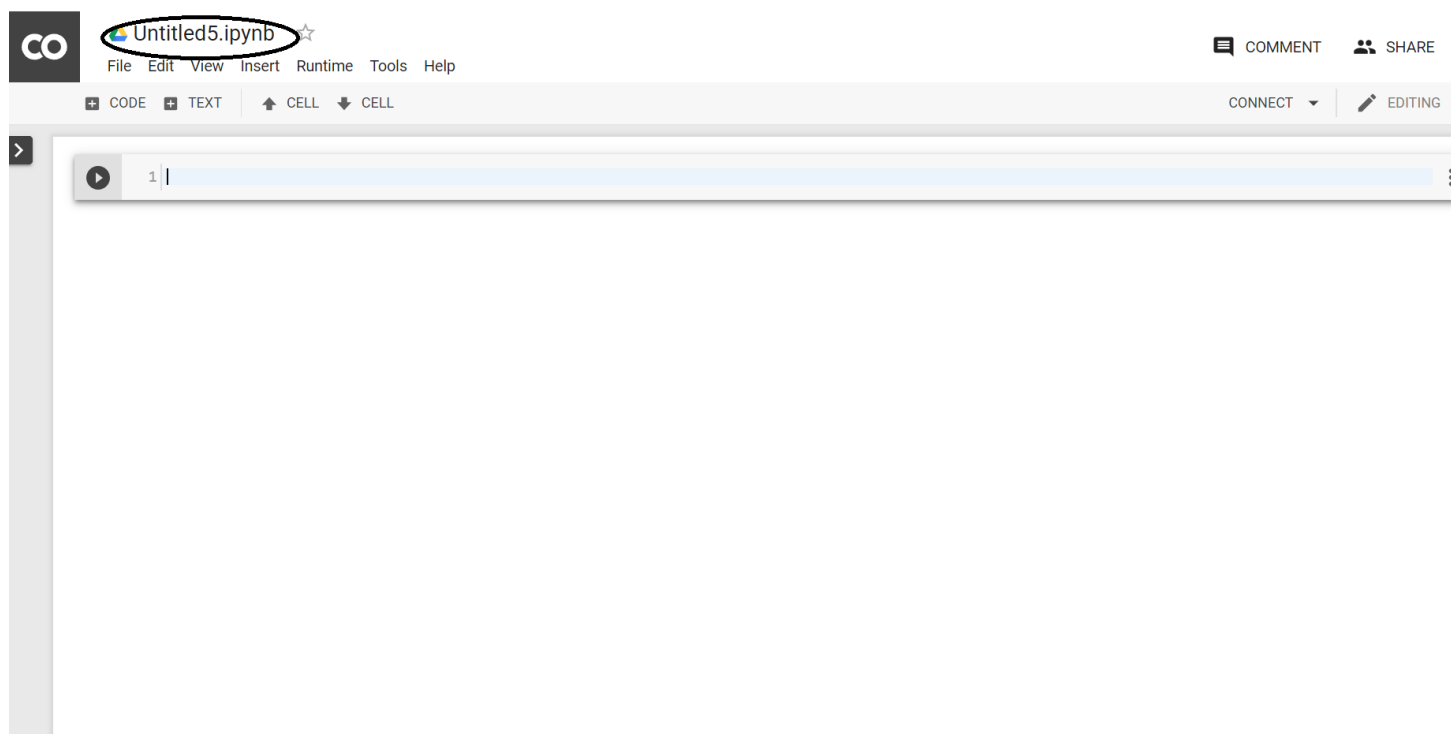 CO
Untitled5.ipynb
File Edit View Insert Runtime Tools Help
COMMENT SHARE
CODE TEXT CELL CELL
CONNECT EDITING
1